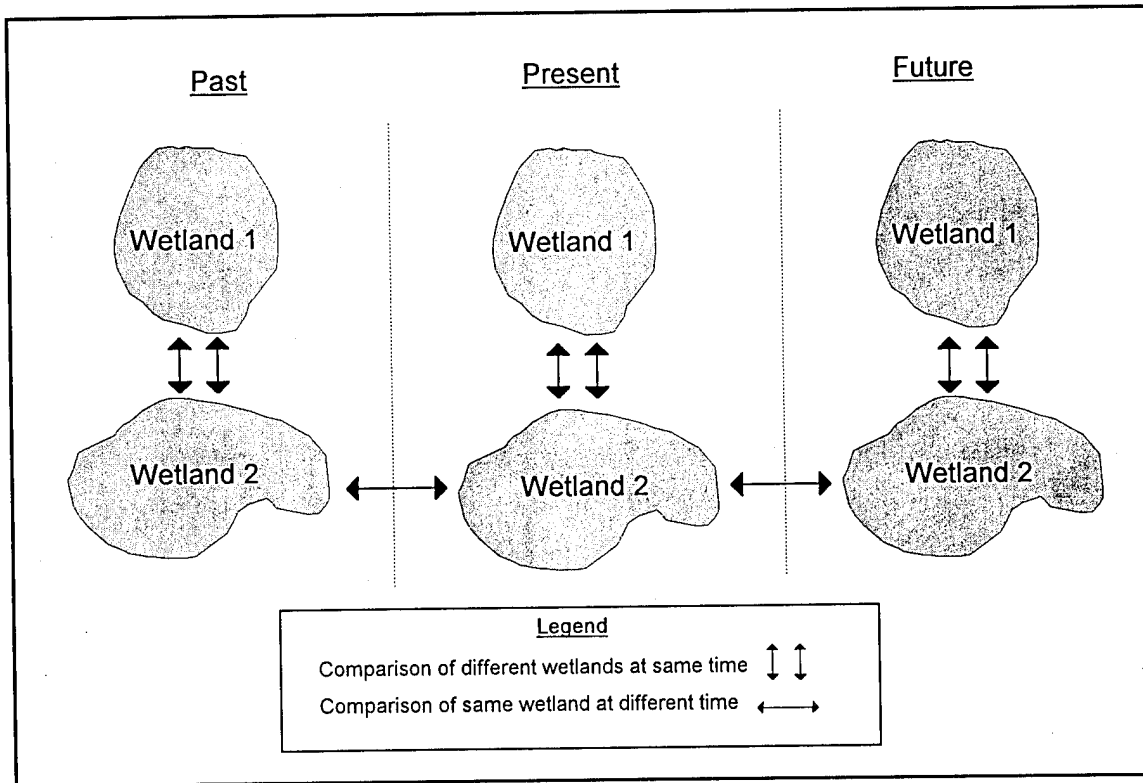 Past
Present
Future
Wetland 1
Wetland 1
Wetland 1
Wetland 2
Wetland 2
Wetland 2
Legend
Comparison of different wetlands at same time
Comparison of same wetland at different time